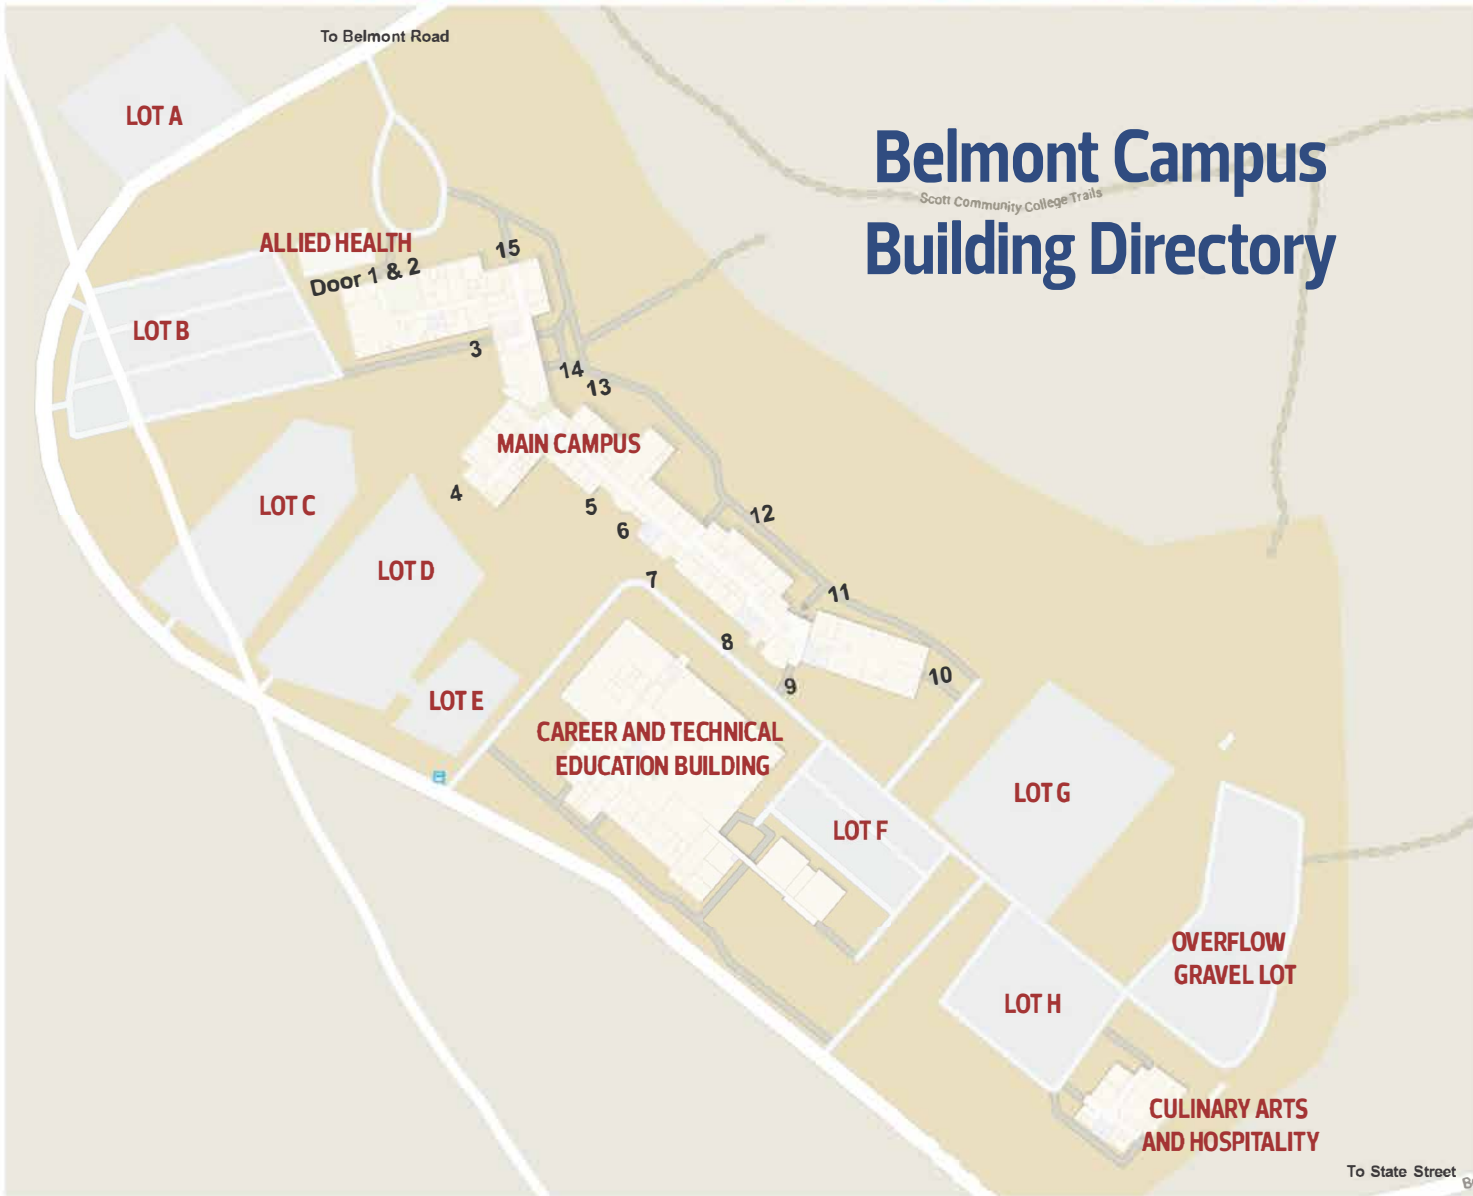 To Belmont Road
LOT A
Belmont Campus
Building Directory
Scott Community College Trails
ALLIED HEALTH
Door 1 & 2
15
LOT B
3
14
13
MAIN CAMPUS
4
5
6
12
LOT C
LOT D
7
11
8
9
10
LOT E
CAREER AND TECHNICAL
EDUCATION BUILDING
LOT F
LOT G
OVERFLOW
GRAVEL LOT
LOT H
CULINARY ARTS
AND HOSPITALITY
To State Street